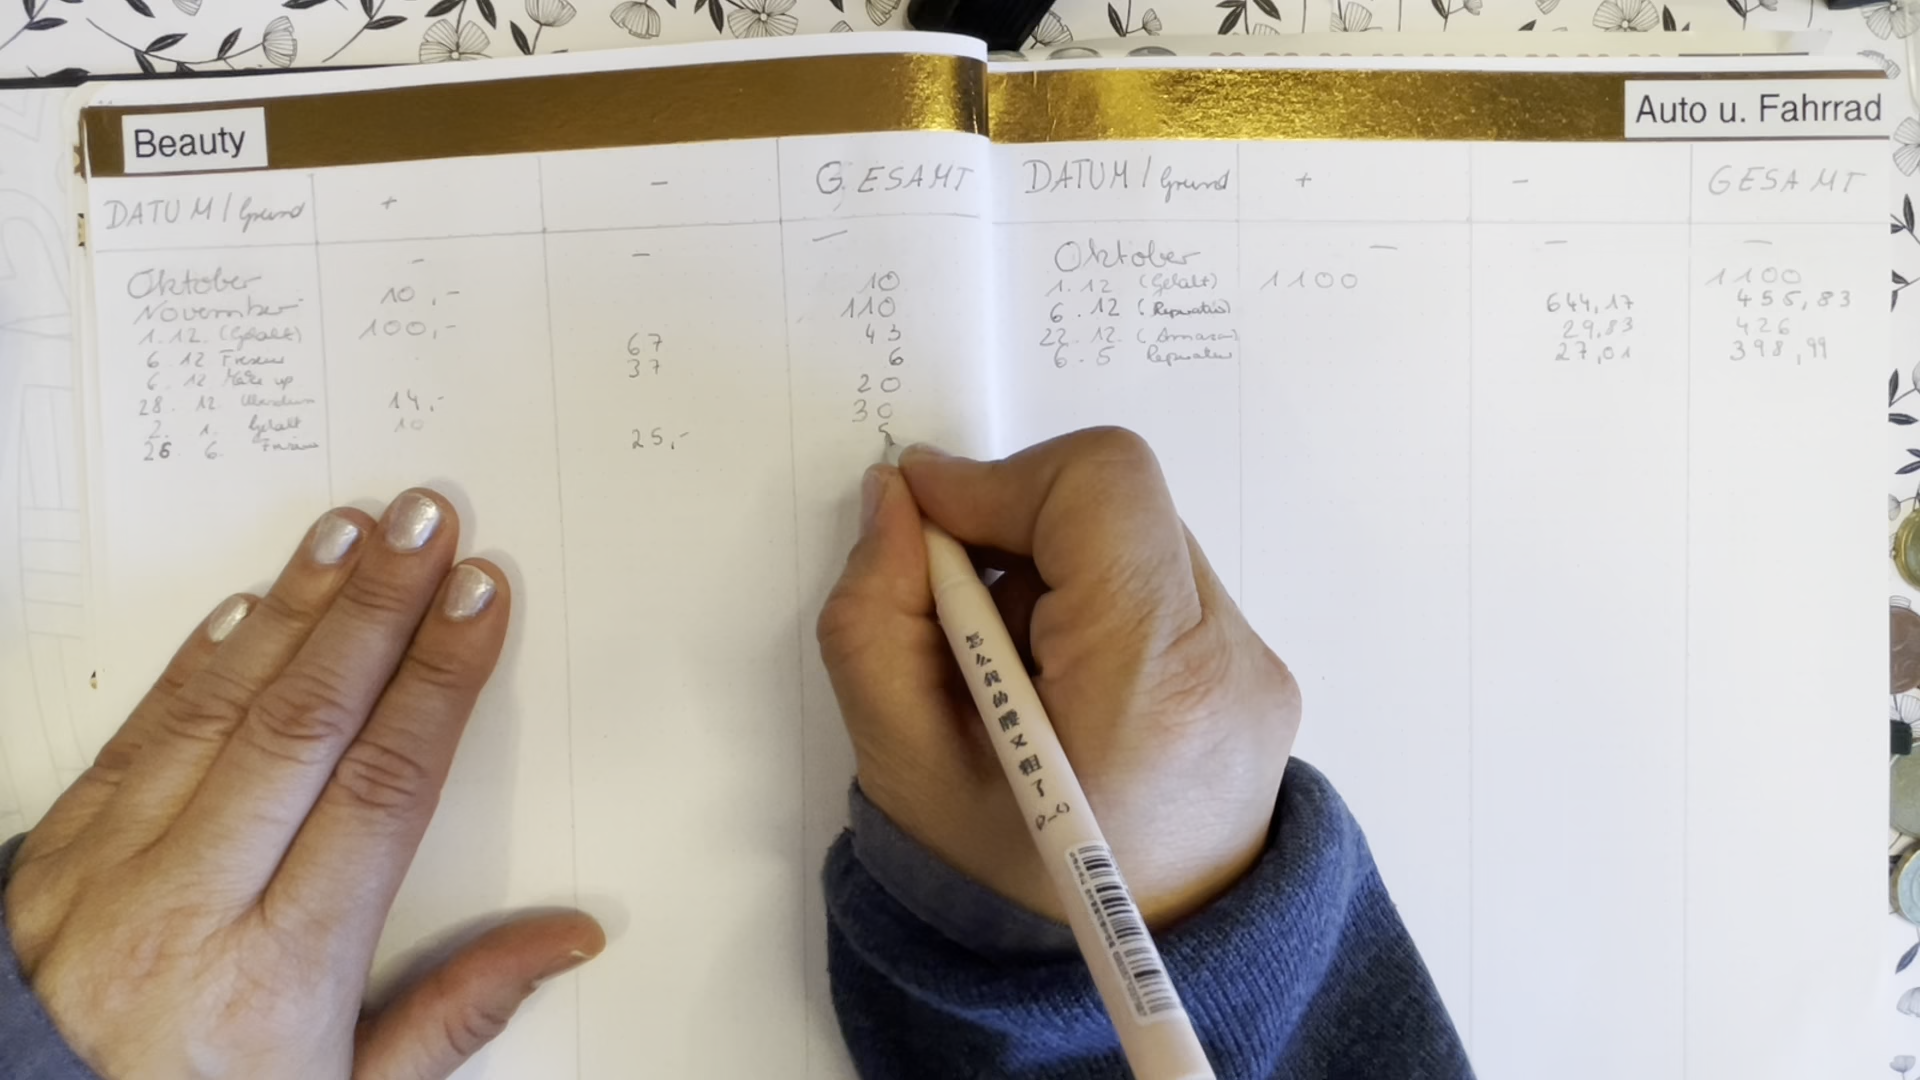 Beauty
DATUM / Grund + - GESAMT
Oktober - - -
November 10,- 10
1.12. (Gehalt) 100,- 110
6.12 Friseur 67 43
6.12 Make up 37 6
28.12. 14,- 20
2.1. Gehalt 10 30
26.6. Friseur 25,- 5
Auto u. Fahrrad
DATUM / Grund + - GESAMT
Oktober - - -
1.12 (Gehalt) 1100 1100
6.12 (Reparatur) 644,17 455,83
22.12. (Amazon) 29,83 426
6.5 Reparatur 27,01 398,99
怎么我的腰又粗了